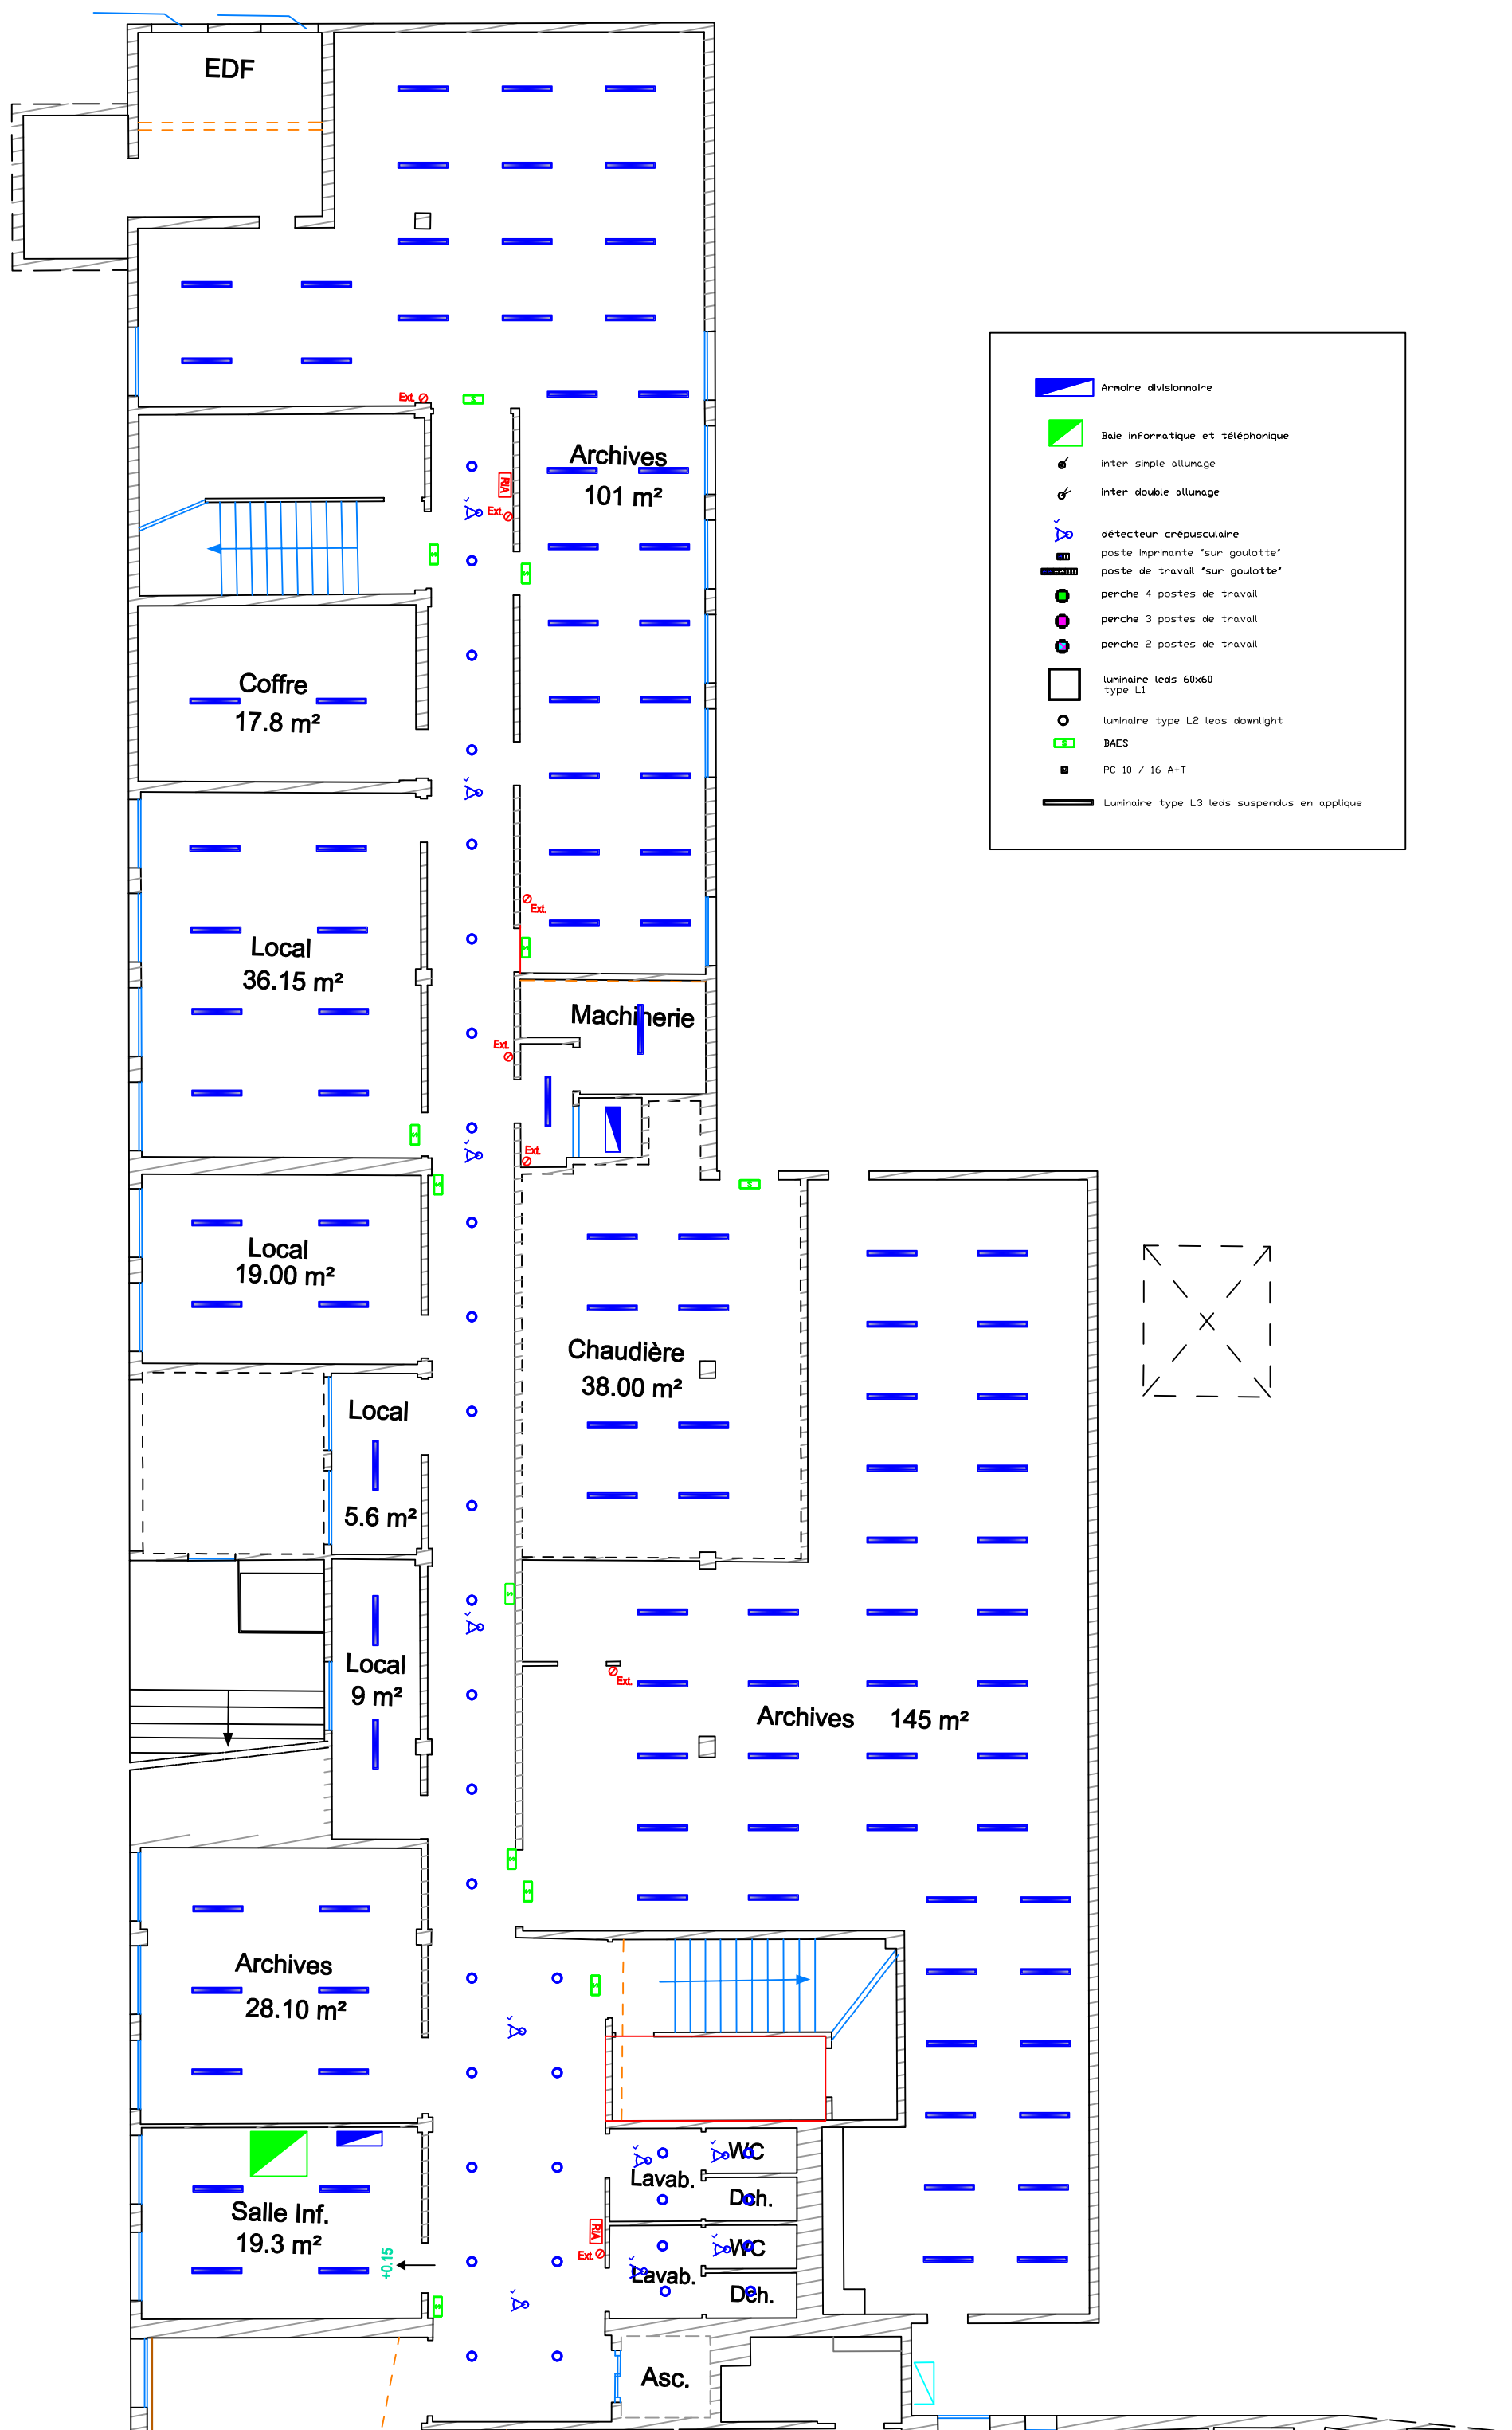 EDF
Ext.
S
Archives
101 m²
RIA
Ext.
S
S
Coffre
17.8 m²
Ext.
Local
36.15 m²
S
Machinerie
Ext.
S
Ext.
S
S
Local
19.00 m²
Chaudière
38.00 m²
Local
5.6 m²
S
Local
9 m²
Ext.
Archives 145 m²
S
S
Archives
28.10 m²
S
WC
Lavab.
Dch.
Salle Inf.
19.3 m²
RIA
Ext.
+0.15
WC
Lavab.
Dch.
S
Asc.
Armoire divisionnaire
Baie informatique et téléphonique
inter simple allumage
inter double allumage
détecteur crépusculaire
poste imprimante "sur goulotte"
poste de travail "sur goulotte"
perche 4 postes de travail
perche 3 postes de travail
perche 2 postes de travail
luminaire leds 60x60
type L1
luminaire type L2 leds downlight
S BAES
PC 10 / 16 A+T
Luminaire type L3 leds suspendus en applique